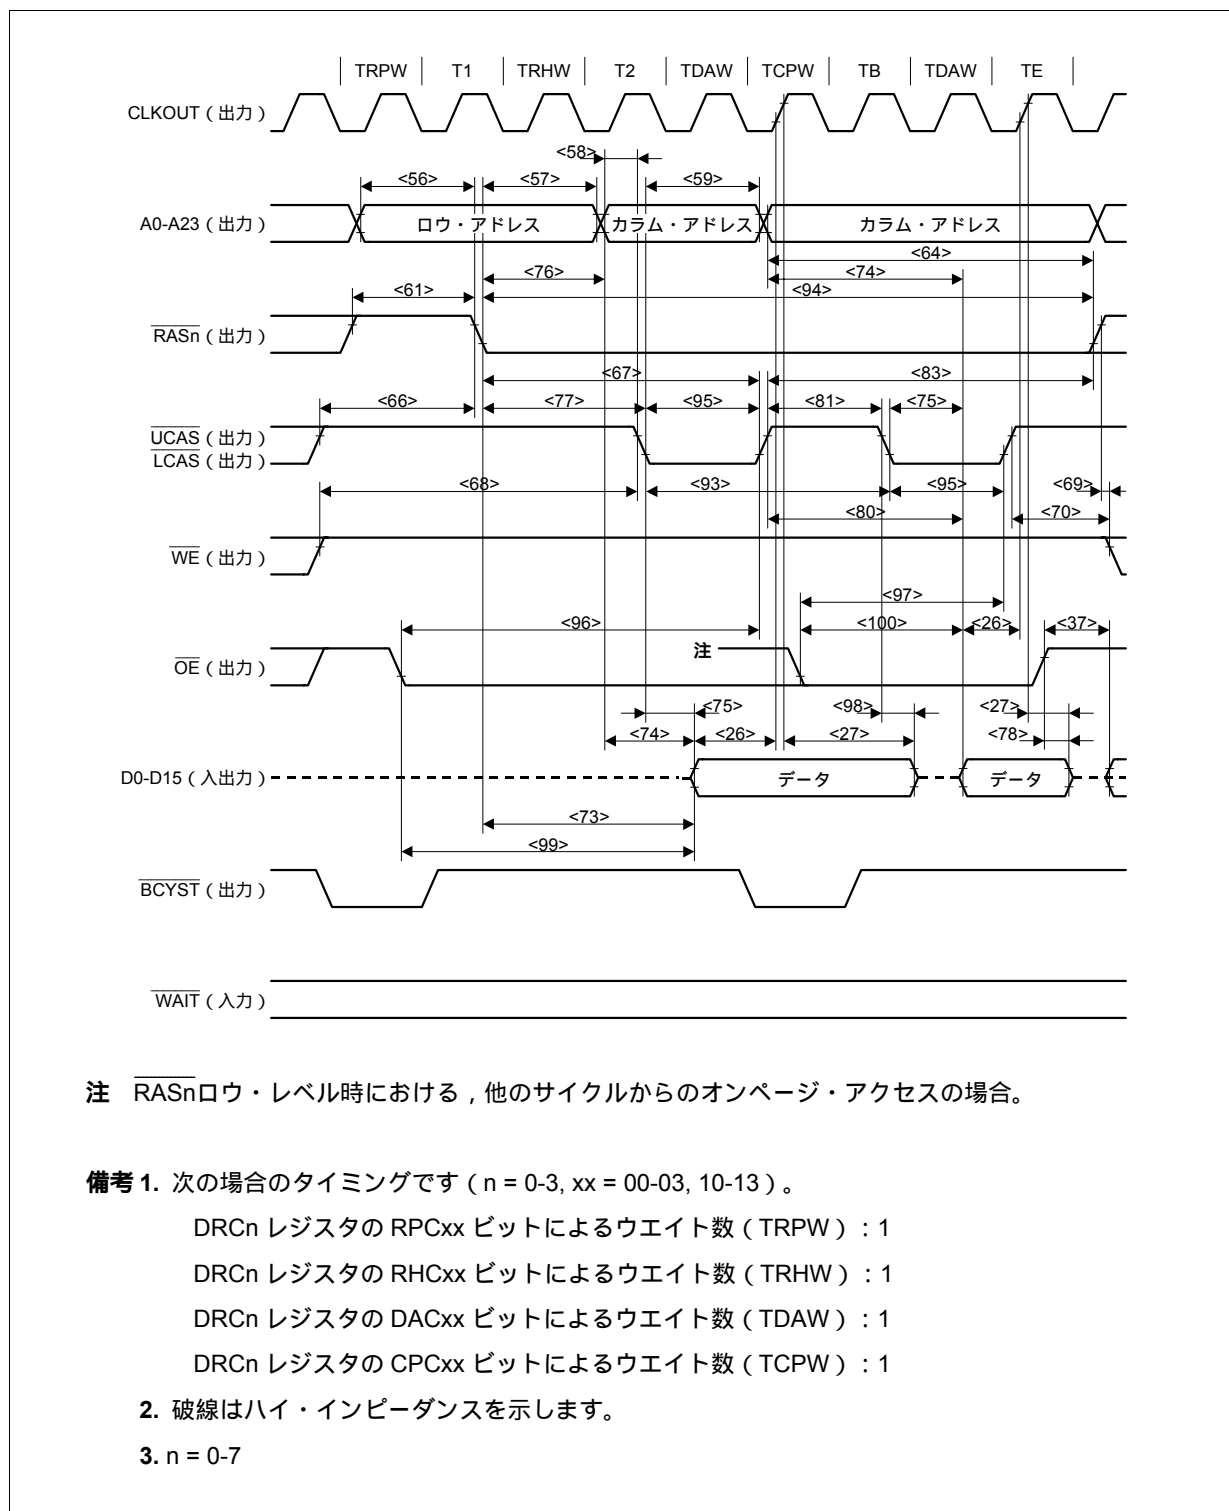 TRPW T1 TRHW T2 TDAW TCPW TB TDAW TE
CLKOUT（出力）
<58>
<56> <57> <59>
A0-A23（出力） ロウ・アドレス カラム・アドレス カラム・アドレス
<64>
<76> <74>
<61> <94>
RASn（出力）
<67> <83>
<66> <77> <95> <81> <75>
UCAS（出力）
LCAS（出力）
<68> <93> <95> <69>
<80> <70>
WE（出力）
<97>
<96> <100> <26> <37>
注
OE（出力）
<75> <98> <27>
<74> <26> <27> <78>
D0-D15（入出力） データ データ
<73>
<99>
BCYST（出力）
WAIT（入力）
注 RASnロウ・レベル時における，他のサイクルからのオンページ・アクセスの場合。
備考 1. 次の場合のタイミングです（n = 0-3, xx = 00-03, 10-13）。
DRCn レジスタの RPCxx ビットによるウエイト数（TRPW）：1
DRCn レジスタの RHCxx ビットによるウエイト数（TRHW）：1
DRCn レジスタの DACxx ビットによるウエイト数（TDAW）：1
DRCn レジスタの CPCxx ビットによるウエイト数（TCPW）：1
2. 破線はハイ・インピーダンスを示します。
3. n = 0-7